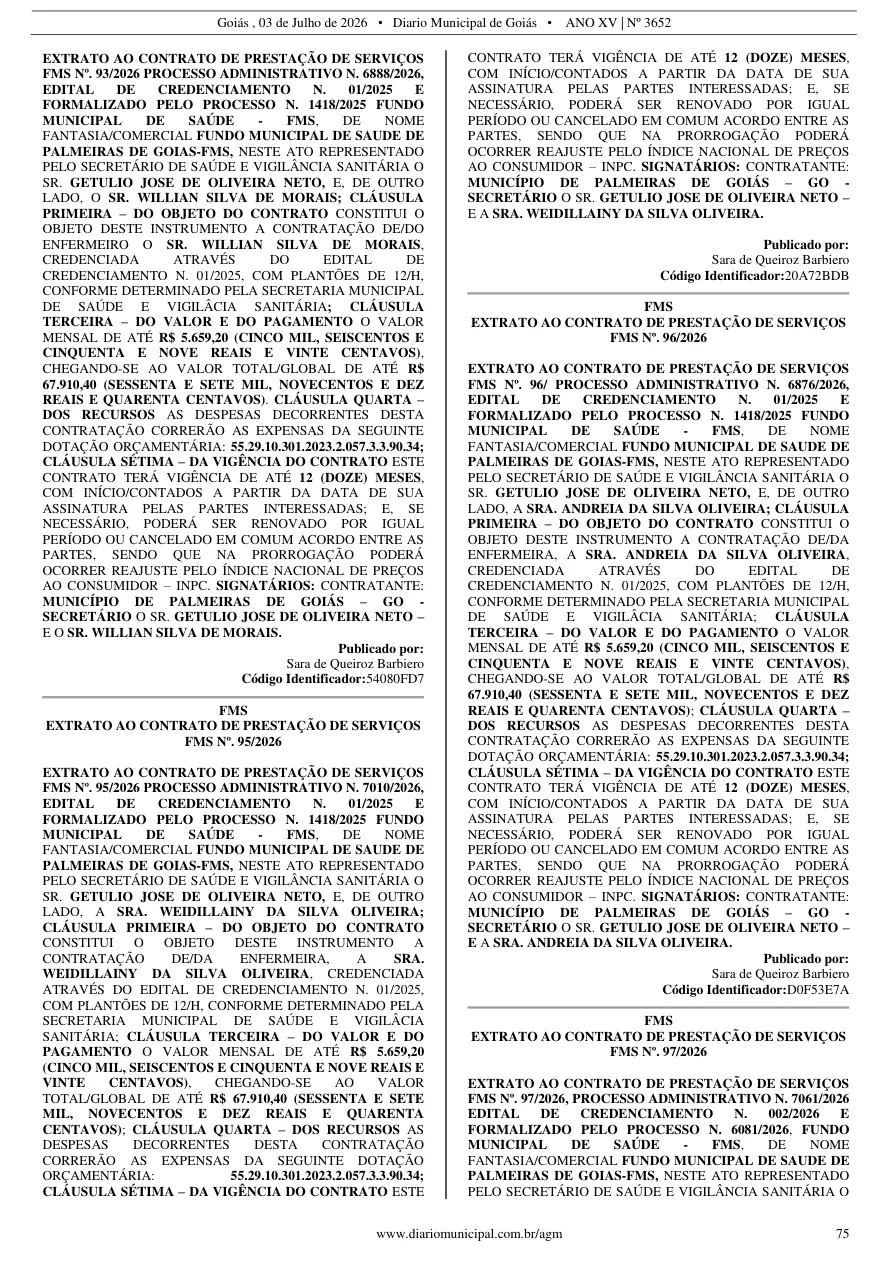 Goiás , 03 de Julho de 2026 • Diario Municipal de Goiás • ANO XV | Nº 3652
EXTRATO AO CONTRATO DE PRESTAÇÃO DE SERVIÇOS
FMS Nº. 93/2026 PROCESSO ADMINISTRATIVO N. 6888/2026,
EDITAL DE CREDENCIAMENTO N. 01/2025 E
FORMALIZADO PELO PROCESSO N. 1418/2025 FUNDO
MUNICIPAL DE SAÚDE - FMS, DE NOME
FANTASIA/COMERCIAL FUNDO MUNICIPAL DE SAUDE DE
PALMEIRAS DE GOIAS-FMS, NESTE ATO REPRESENTADO
PELO SECRETÁRIO DE SAÚDE E VIGILÂNCIA SANITÁRIA O
SR. GETULIO JOSE DE OLIVEIRA NETO, E, DE OUTRO
LADO, O SR. WILLIAN SILVA DE MORAIS; CLÁUSULA
PRIMEIRA – DO OBJETO DO CONTRATO CONSTITUI O
OBJETO DESTE INSTRUMENTO A CONTRATAÇÃO DE/DO
ENFERMEIRO O SR. WILLIAN SILVA DE MORAIS,
CREDENCIADA ATRAVÉS DO EDITAL DE
CREDENCIAMENTO N. 01/2025, COM PLANTÕES DE 12/H,
CONFORME DETERMINADO PELA SECRETARIA MUNICIPAL
DE SAÚDE E VIGILÂCIA SANITÁRIA; CLÁUSULA
TERCEIRA – DO VALOR E DO PAGAMENTO O VALOR
MENSAL DE ATÉ R$ 5.659,20 (CINCO MIL, SEISCENTOS E
CINQUENTA E NOVE REAIS E VINTE CENTAVOS),
CHEGANDO-SE AO VALOR TOTAL/GLOBAL DE ATÉ R$
67.910,40 (SESSENTA E SETE MIL, NOVECENTOS E DEZ
REAIS E QUARENTA CENTAVOS). CLÁUSULA QUARTA –
DOS RECURSOS AS DESPESAS DECORRENTES DESTA
CONTRATAÇÃO CORRERÃO AS EXPENSAS DA SEGUINTE
DOTAÇÃO ORÇAMENTÁRIA: 55.29.10.301.2023.2.057.3.3.90.34;
CLÁUSULA SÉTIMA – DA VIGÊNCIA DO CONTRATO ESTE
CONTRATO TERÁ VIGÊNCIA DE ATÉ 12 (DOZE) MESES,
COM INÍCIO/CONTADOS A PARTIR DA DATA DE SUA
ASSINATURA PELAS PARTES INTERESSADAS; E, SE
NECESSÁRIO, PODERÁ SER RENOVADO POR IGUAL
PERÍODO OU CANCELADO EM COMUM ACORDO ENTRE AS
PARTES, SENDO QUE NA PRORROGAÇÃO PODERÁ
OCORRER REAJUSTE PELO ÍNDICE NACIONAL DE PREÇOS
AO CONSUMIDOR – INPC. SIGNATÁRIOS: CONTRATANTE:
MUNICÍPIO DE PALMEIRAS DE GOIÁS – GO -
SECRETÁRIO O SR. GETULIO JOSE DE OLIVEIRA NETO –
E O SR. WILLIAN SILVA DE MORAIS.
Publicado por:
Sara de Queiroz Barbiero
Código Identificador:54080FD7
FMS
EXTRATO AO CONTRATO DE PRESTAÇÃO DE SERVIÇOS
FMS Nº. 95/2026
EXTRATO AO CONTRATO DE PRESTAÇÃO DE SERVIÇOS
FMS Nº. 95/2026 PROCESSO ADMINISTRATIVO N. 7010/2026,
EDITAL DE CREDENCIAMENTO N. 01/2025 E
FORMALIZADO PELO PROCESSO N. 1418/2025 FUNDO
MUNICIPAL DE SAÚDE - FMS, DE NOME
FANTASIA/COMERCIAL FUNDO MUNICIPAL DE SAUDE DE
PALMEIRAS DE GOIAS-FMS, NESTE ATO REPRESENTADO
PELO SECRETÁRIO DE SAÚDE E VIGILÂNCIA SANITÁRIA O
SR. GETULIO JOSE DE OLIVEIRA NETO, E, DE OUTRO
LADO, A SRA. WEIDILLAINY DA SILVA OLIVEIRA;
CLÁUSULA PRIMEIRA – DO OBJETO DO CONTRATO
CONSTITUI O OBJETO DESTE INSTRUMENTO A
CONTRATAÇÃO DE/DA ENFERMEIRA, A SRA.
WEIDILLAINY DA SILVA OLIVEIRA, CREDENCIADA
ATRAVÉS DO EDITAL DE CREDENCIAMENTO N. 01/2025,
COM PLANTÕES DE 12/H, CONFORME DETERMINADO PELA
SECRETARIA MUNICIPAL DE SAÚDE E VIGILÂCIA
SANITÁRIA; CLÁUSULA TERCEIRA – DO VALOR E DO
PAGAMENTO O VALOR MENSAL DE ATÉ R$ 5.659,20
(CINCO MIL, SEISCENTOS E CINQUENTA E NOVE REAIS E
VINTE CENTAVOS), CHEGANDO-SE AO VALOR
TOTAL/GLOBAL DE ATÉ R$ 67.910,40 (SESSENTA E SETE
MIL, NOVECENTOS E DEZ REAIS E QUARENTA
CENTAVOS); CLÁUSULA QUARTA – DOS RECURSOS AS
DESPESAS DECORRENTES DESTA CONTRATAÇÃO
CORRERÃO AS EXPENSAS DA SEGUINTE DOTAÇÃO
ORÇAMENTÁRIA: 55.29.10.301.2023.2.057.3.3.90.34;
CLÁUSULA SÉTIMA – DA VIGÊNCIA DO CONTRATO ESTE
CONTRATO TERÁ VIGÊNCIA DE ATÉ 12 (DOZE) MESES,
COM INÍCIO/CONTADOS A PARTIR DA DATA DE SUA
ASSINATURA PELAS PARTES INTERESSADAS; E, SE
NECESSÁRIO, PODERÁ SER RENOVADO POR IGUAL
PERÍODO OU CANCELADO EM COMUM ACORDO ENTRE AS
PARTES, SENDO QUE NA PRORROGAÇÃO PODERÁ
OCORRER REAJUSTE PELO ÍNDICE NACIONAL DE PREÇOS
AO CONSUMIDOR – INPC. SIGNATÁRIOS: CONTRATANTE:
MUNICÍPIO DE PALMEIRAS DE GOIÁS – GO -
SECRETÁRIO O SR. GETULIO JOSE DE OLIVEIRA NETO –
E A SRA. WEIDILLAINY DA SILVA OLIVEIRA.
Publicado por:
Sara de Queiroz Barbiero
Código Identificador:20A72BDB
FMS
EXTRATO AO CONTRATO DE PRESTAÇÃO DE SERVIÇOS
FMS Nº. 96/2026
EXTRATO AO CONTRATO DE PRESTAÇÃO DE SERVIÇOS
FMS Nº. 96/ PROCESSO ADMINISTRATIVO N. 6876/2026,
EDITAL DE CREDENCIAMENTO N. 01/2025 E
FORMALIZADO PELO PROCESSO N. 1418/2025 FUNDO
MUNICIPAL DE SAÚDE - FMS, DE NOME
FANTASIA/COMERCIAL FUNDO MUNICIPAL DE SAUDE DE
PALMEIRAS DE GOIAS-FMS, NESTE ATO REPRESENTADO
PELO SECRETÁRIO DE SAÚDE E VIGILÂNCIA SANITÁRIA O
SR. GETULIO JOSE DE OLIVEIRA NETO, E, DE OUTRO
LADO, A SRA. ANDREIA DA SILVA OLIVEIRA; CLÁUSULA
PRIMEIRA – DO OBJETO DO CONTRATO CONSTITUI O
OBJETO DESTE INSTRUMENTO A CONTRATAÇÃO DE/DA
ENFERMEIRA, A SRA. ANDREIA DA SILVA OLIVEIRA,
CREDENCIADA ATRAVÉS DO EDITAL DE
CREDENCIAMENTO N. 01/2025, COM PLANTÕES DE 12/H,
CONFORME DETERMINADO PELA SECRETARIA MUNICIPAL
DE SAÚDE E VIGILÂCIA SANITÁRIA; CLÁUSULA
TERCEIRA – DO VALOR E DO PAGAMENTO O VALOR
MENSAL DE ATÉ R$ 5.659,20 (CINCO MIL, SEISCENTOS E
CINQUENTA E NOVE REAIS E VINTE CENTAVOS),
CHEGANDO-SE AO VALOR TOTAL/GLOBAL DE ATÉ R$
67.910,40 (SESSENTA E SETE MIL, NOVECENTOS E DEZ
REAIS E QUARENTA CENTAVOS); CLÁUSULA QUARTA –
DOS RECURSOS AS DESPESAS DECORRENTES DESTA
CONTRATAÇÃO CORRERÃO AS EXPENSAS DA SEGUINTE
DOTAÇÃO ORÇAMENTÁRIA: 55.29.10.301.2023.2.057.3.3.90.34;
CLÁUSULA SÉTIMA – DA VIGÊNCIA DO CONTRATO ESTE
CONTRATO TERÁ VIGÊNCIA DE ATÉ 12 (DOZE) MESES,
COM INÍCIO/CONTADOS A PARTIR DA DATA DE SUA
ASSINATURA PELAS PARTES INTERESSADAS; E, SE
NECESSÁRIO, PODERÁ SER RENOVADO POR IGUAL
PERÍODO OU CANCELADO EM COMUM ACORDO ENTRE AS
PARTES, SENDO QUE NA PRORROGAÇÃO PODERÁ
OCORRER REAJUSTE PELO ÍNDICE NACIONAL DE PREÇOS
AO CONSUMIDOR – INPC. SIGNATÁRIOS: CONTRATANTE:
MUNICÍPIO DE PALMEIRAS DE GOIÁS – GO -
SECRETÁRIO O SR. GETULIO JOSE DE OLIVEIRA NETO –
E A SRA. ANDREIA DA SILVA OLIVEIRA.
Publicado por:
Sara de Queiroz Barbiero
Código Identificador:D0F53E7A
FMS
EXTRATO AO CONTRATO DE PRESTAÇÃO DE SERVIÇOS
FMS Nº. 97/2026
EXTRATO AO CONTRATO DE PRESTAÇÃO DE SERVIÇOS
FMS Nº. 97/2026, PROCESSO ADMINISTRATIVO N. 7061/2026
EDITAL DE CREDENCIAMENTO N. 002/2026 E
FORMALIZADO PELO PROCESSO N. 6081/2026, FUNDO
MUNICIPAL DE SAÚDE - FMS, DE NOME
FANTASIA/COMERCIAL FUNDO MUNICIPAL DE SAUDE DE
PALMEIRAS DE GOIAS-FMS, NESTE ATO REPRESENTADO
PELO SECRETÁRIO DE SAÚDE E VIGILÂNCIA SANITÁRIA O
www.diariomunicipal.com.br/agm 75